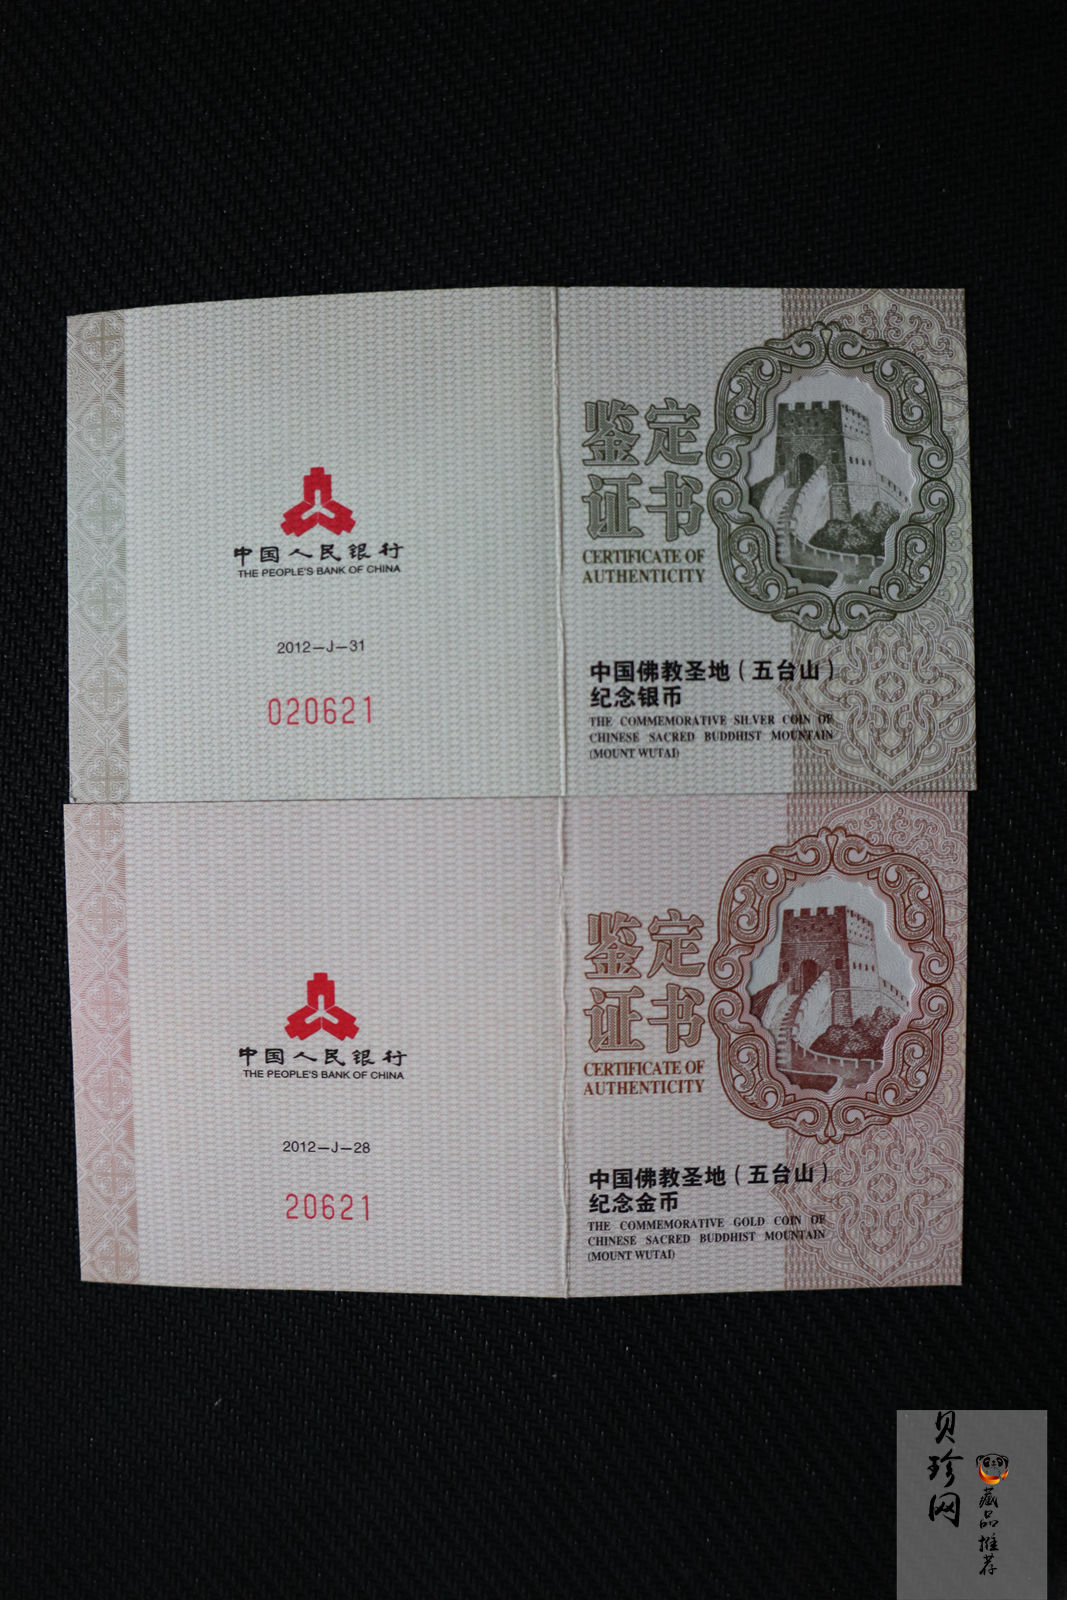 中国人民银行
THE PEOPLE'S BANK OF CHINA
2012—J—31
020621
鉴定
证书
CERTIFICATE OF
AUTHENTICITY
中国佛教圣地（五台山）
纪念银币
THE COMMEMORATIVE SILVER COIN OF
CHINESE SACRED BUDDHIST MOUNTAIN
(MOUNT WUTAI)
中国人民银行
THE PEOPLE'S BANK OF CHINA
2012—J—28
20621
鉴定
证书
CERTIFICATE OF
AUTHENTICITY
中国佛教圣地（五台山）
纪念金币
THE COMMEMORATIVE GOLD COIN OF
CHINESE SACRED BUDDHIST MOUNTAIN
(MOUNT WUTAI)
贝珍网
藏品推荐